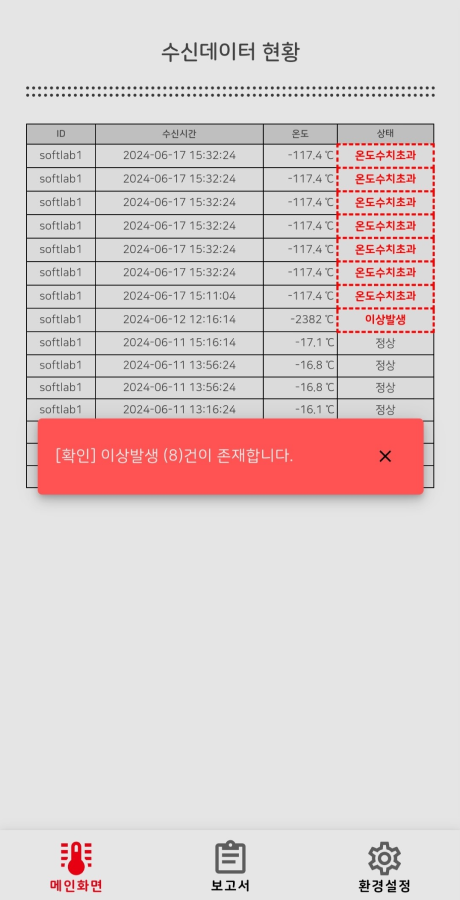 수신데이터 현황
ID 수신시간 온도 상태
softlab1 2024-06-17 15:32:24 -117.4 ℃ 온도수치초과
softlab1 2024-06-17 15:32:24 -117.4 ℃ 온도수치초과
softlab1 2024-06-17 15:32:24 -117.4 ℃ 온도수치초과
softlab1 2024-06-17 15:32:24 -117.4 ℃ 온도수치초과
softlab1 2024-06-17 15:32:24 -117.4 ℃ 온도수치초과
softlab1 2024-06-17 15:32:24 -117.4 ℃ 온도수치초과
softlab1 2024-06-17 15:11:04 -117.4 ℃ 온도수치초과
softlab1 2024-06-12 12:16:14 -2382 ℃ 이상발생
softlab1 2024-06-11 15:16:14 -17.1 ℃ 정상
softlab1 2024-06-11 13:56:24 -16.8 ℃ 정상
softlab1 2024-06-11 13:56:24 -16.8 ℃ 정상
softlab1 2024-06-11 13:16:24 -16.1 ℃ 정상
[확인] 이상발생 (8)건이 존재합니다.
메인화면 보고서 환경설정